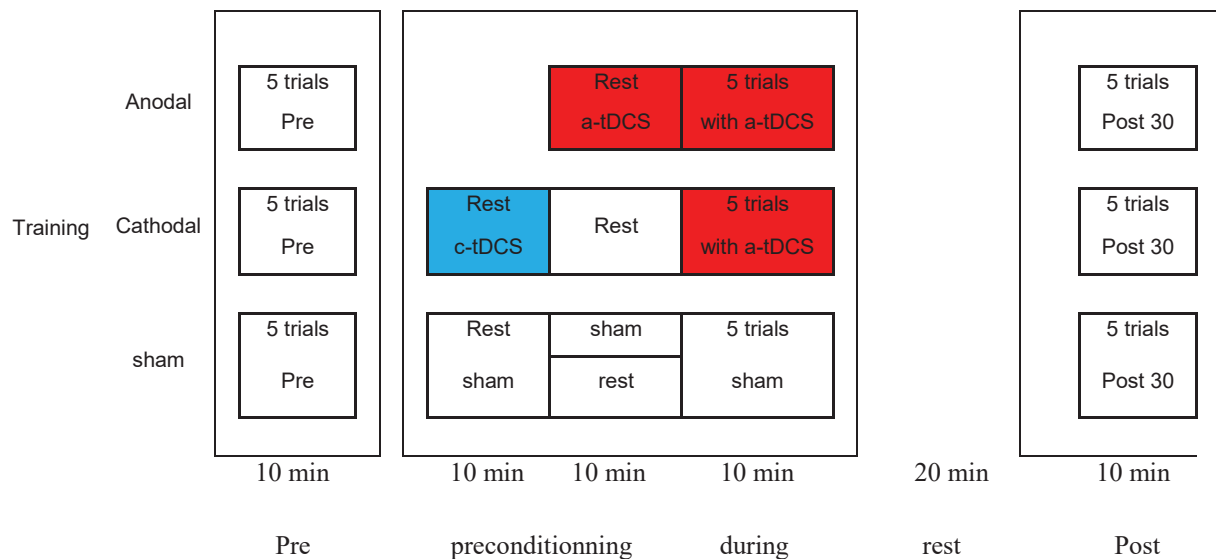 Training
Anodal
5 trials
Pre
Rest
a-tDCS
5 trials
with a-tDCS
5 trials
Post 30
Cathodal
5 trials
Pre
Rest
c-tDCS
Rest
5 trials
with a-tDCS
5 trials
Post 30
sham
5 trials
Pre
Rest
sham
sham
rest
5 trials
sham
5 trials
Post 30
10 min 10 min 10 min 10 min 20 min 10 min
Pre preconditionning during rest Post